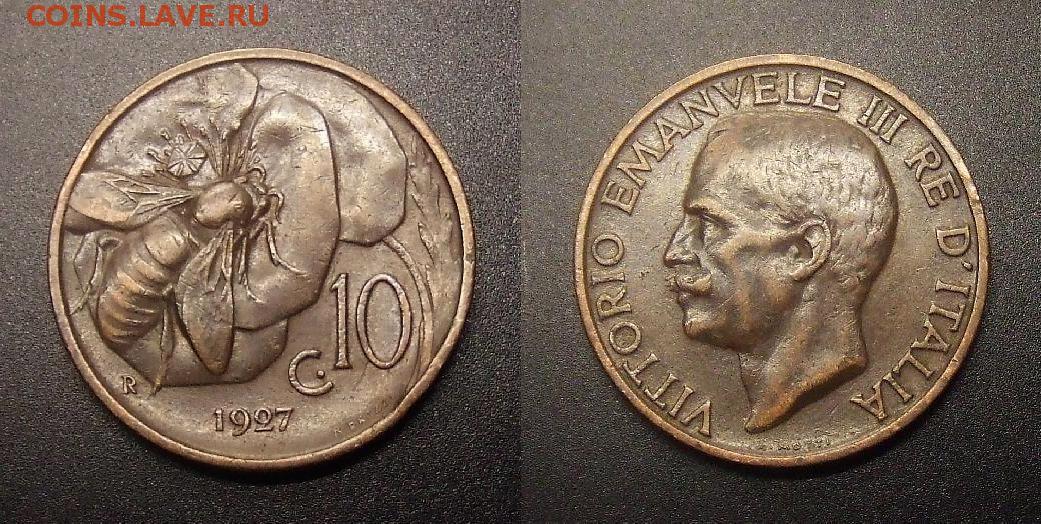 COINS.LAVE.RU
C.10
R
1927
VITTORIO EMANVELE III RE D'ITALIA